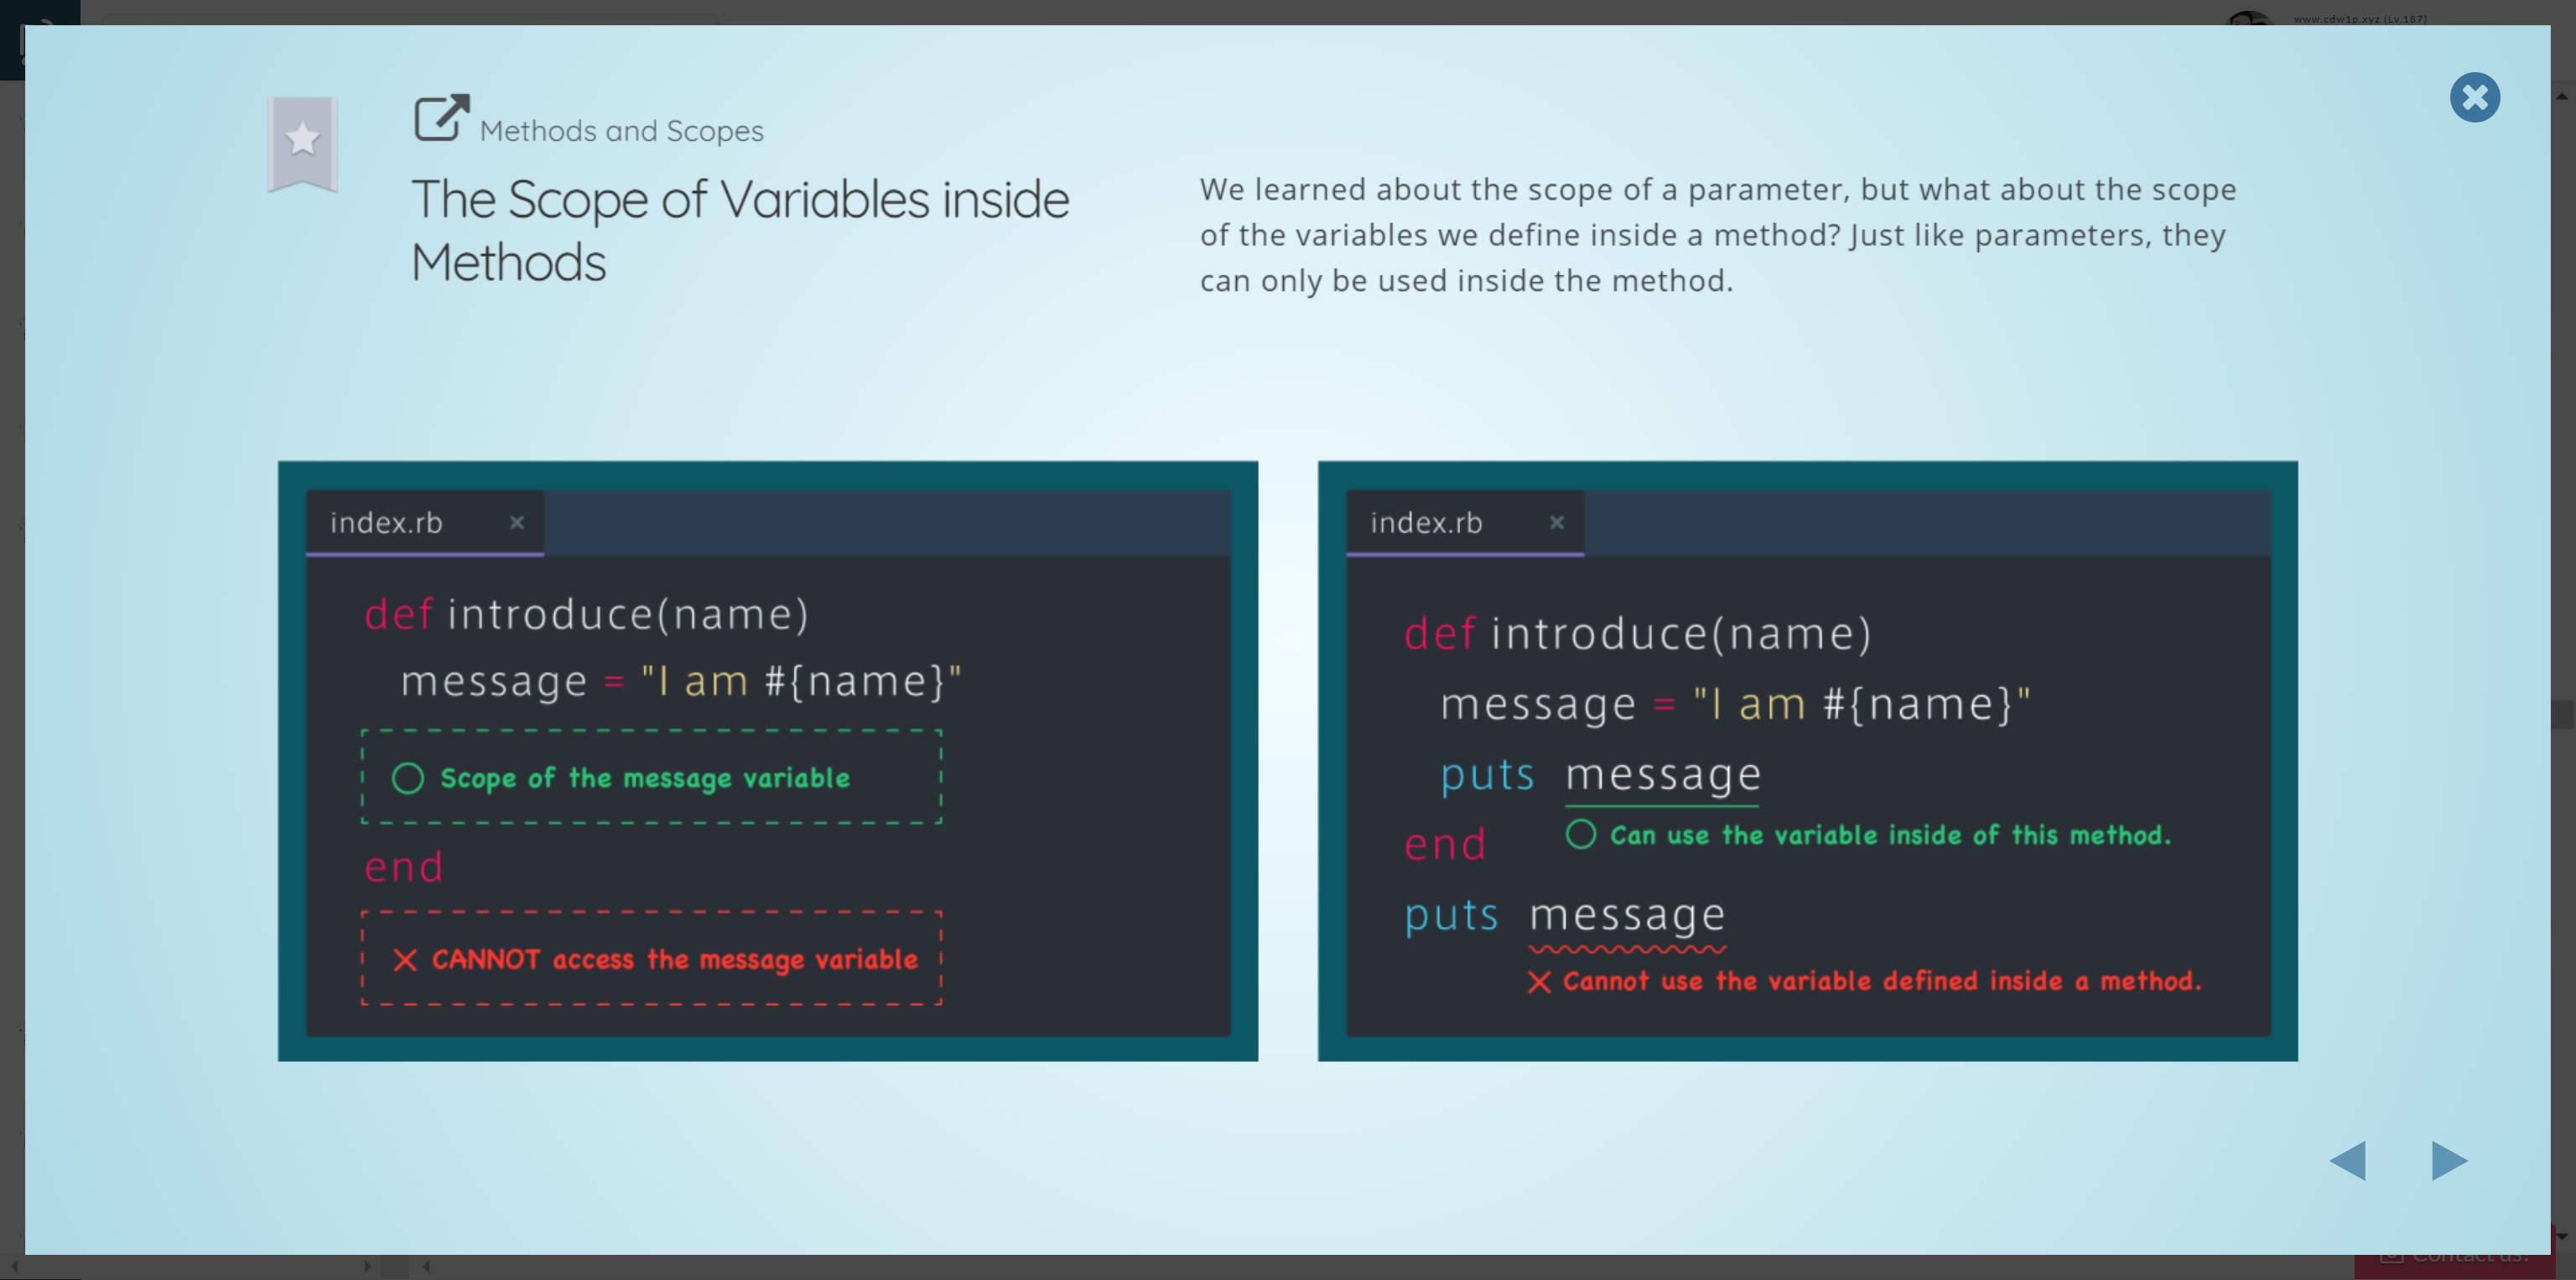 www.cdw1p.xyz (Lv.187)
Methods and Scopes
The Scope of Variables inside
Methods
We learned about the scope of a parameter, but what about the scope
of the variables we define inside a method? Just like parameters, they
can only be used inside the method.
index.rb ×
def introduce(name)
message = "I am #{name}"
Scope of the message variable
end
CANNOT access the message variable
index.rb ×
def introduce(name)
message = "I am #{name}"
puts message
Can use the variable inside of this method.
end
puts message
Cannot use the variable defined inside a method.
Contact us!